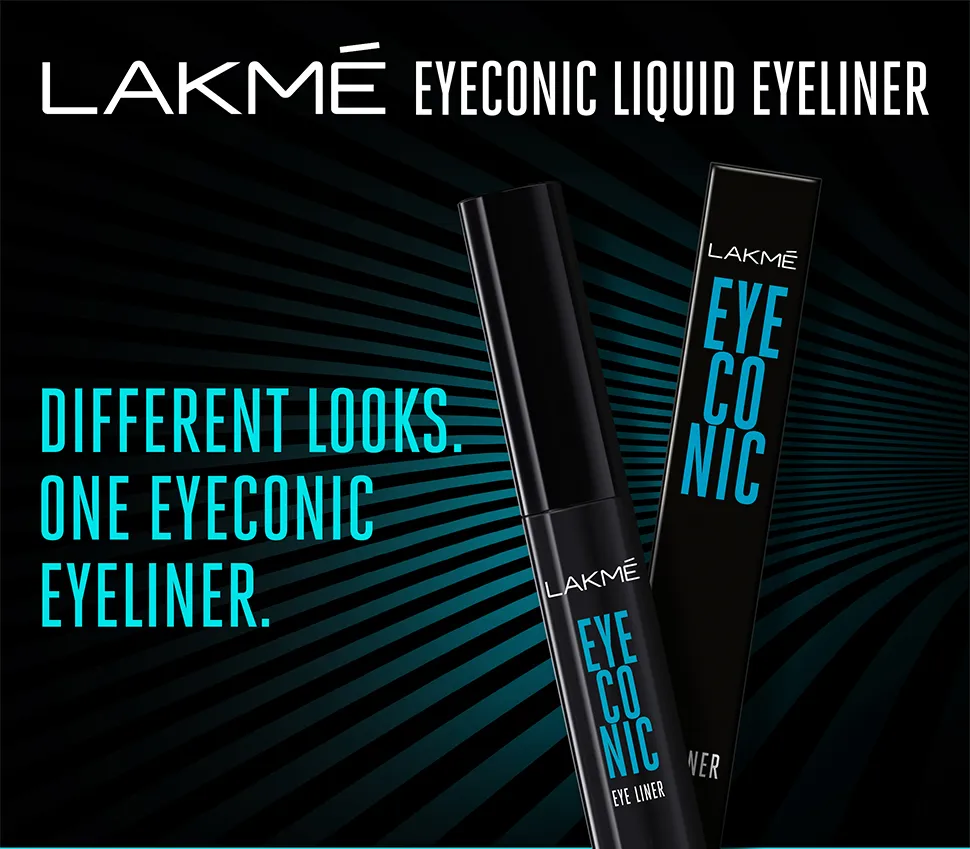 LAKMÉ EYECONIC LIQUID EYELINER
DIFFERENT LOOKS.
ONE EYECONIC
EYELINER.
LAKMÉ
EYE
CO
NIC
EYE LINER
LAKMÉ
EYE
CO
NIC
NER